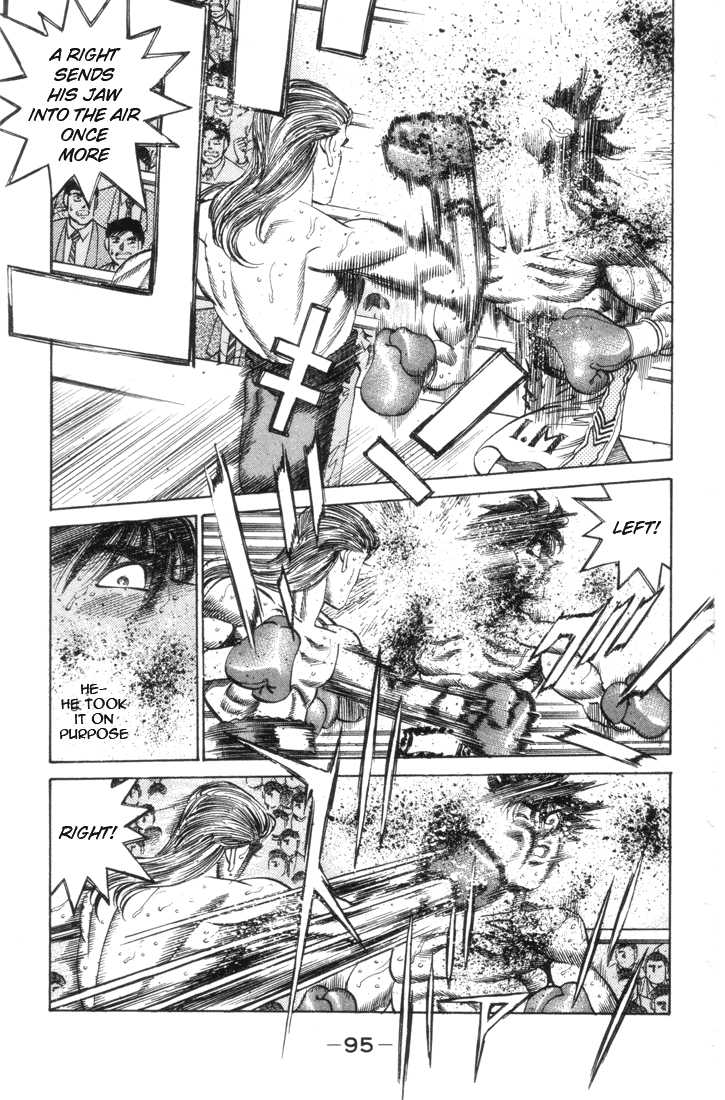 A RIGHT
SENDS
HIS JAW
INTO THE AIR
ONCE
MORE
I.M
LEFT!
HE-
HE TOOK
IT ON
PURPOSE
RIGHT!
—95—